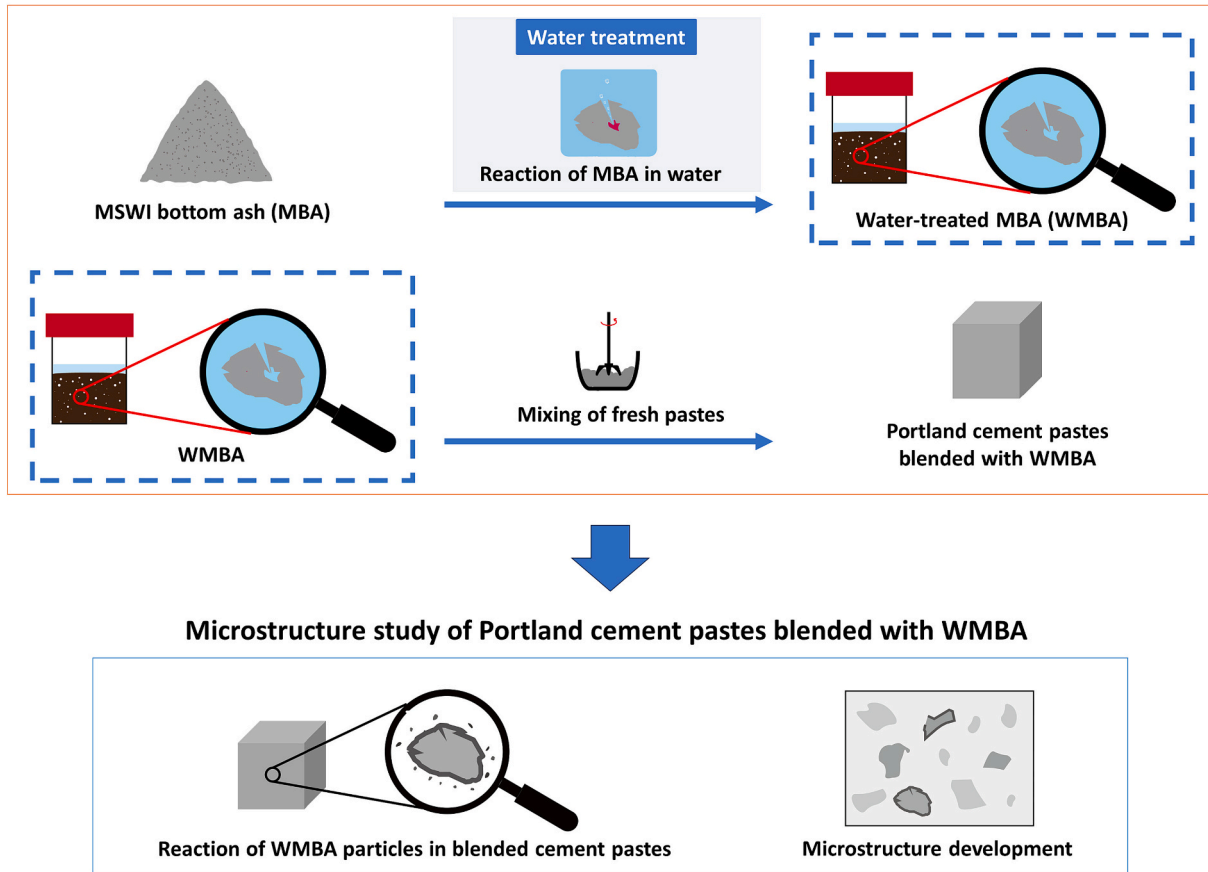 Water treatment
Reaction of MBA in water
MSWI bottom ash (MBA)
Water-treated MBA (WMBA)
WMBA
Mixing of fresh pastes
Portland cement pastes
blended with WMBA
Microstructure study of Portland cement pastes blended with WMBA
Reaction of WMBA particles in blended cement pastes
Microstructure development